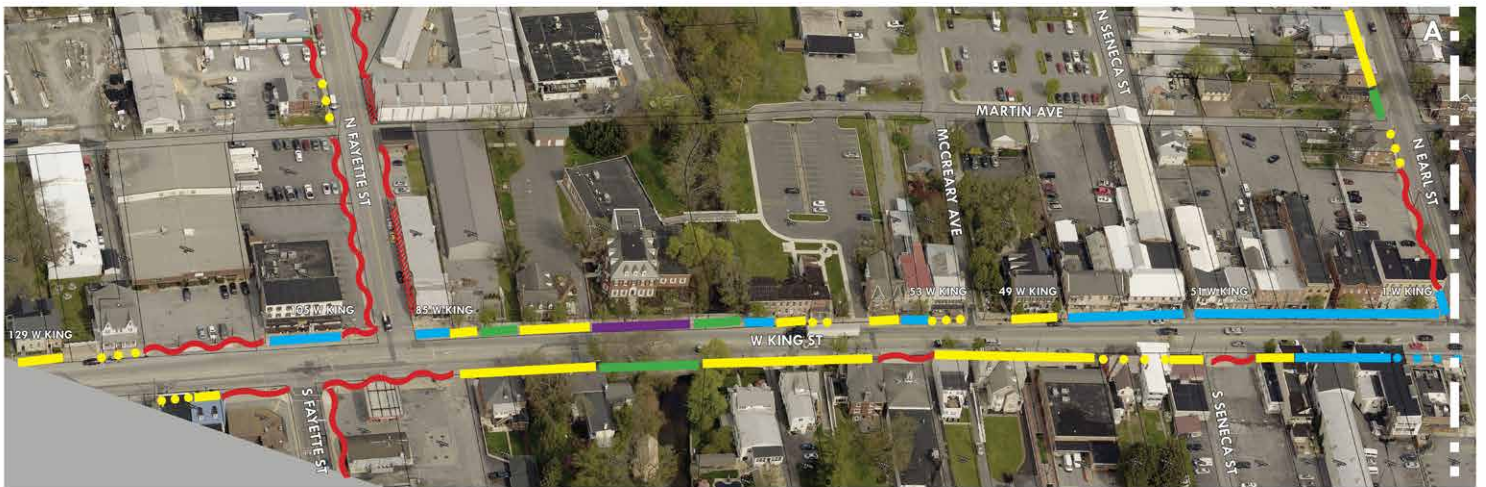 A
N SENECA ST
MARTIN AVE
N FAYETTE ST
MCCREARY AVE
N EARL ST
129 W KING
95 W KING
85 W KING
53 W KING
49 W KING
51 W KING
1 W KING
W KING ST
S FAYETTE ST
S SENECA ST